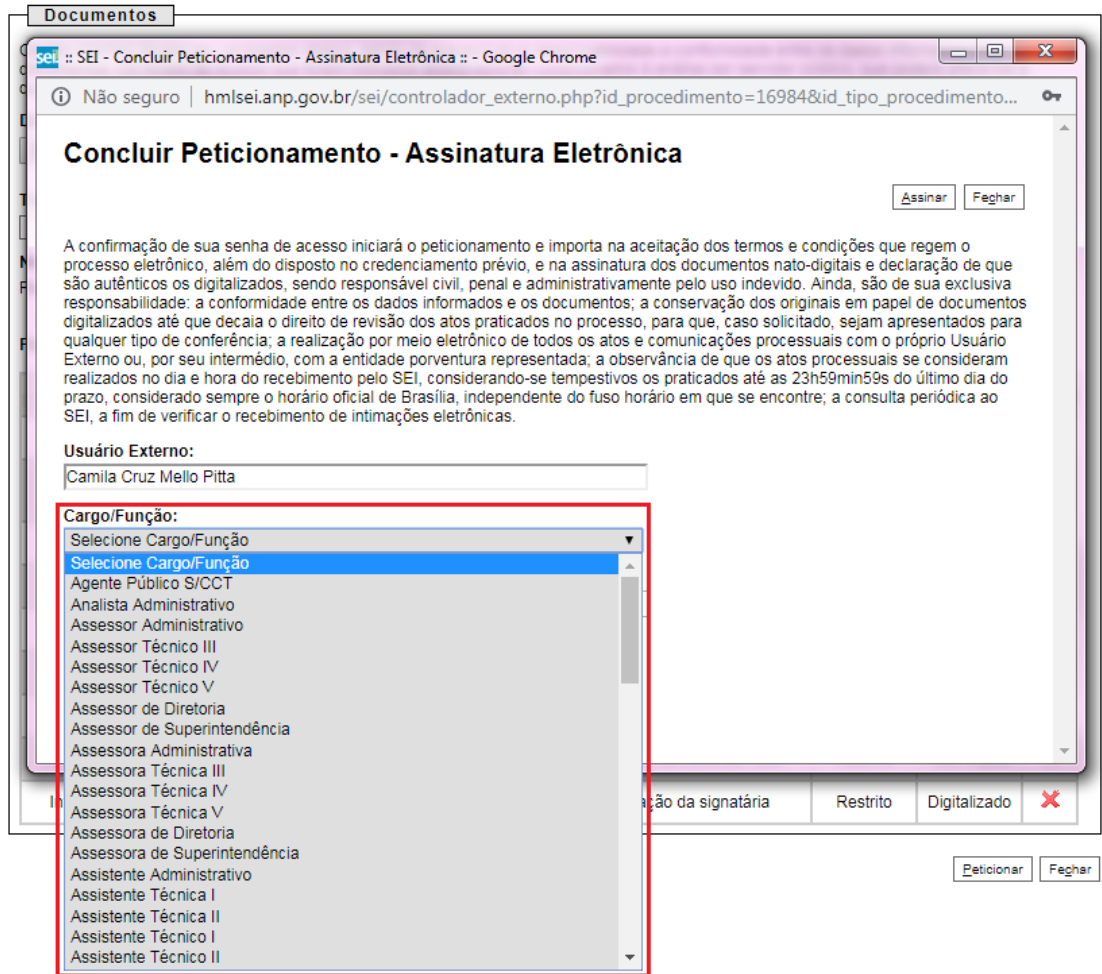 Documentos
sei! :: SEI - Concluir Peticionamento - Assinatura Eletrônica :: - Google Chrome
Não seguro | hmlsei.anp.gov.br/sei/controlador_externo.php?id_procedimento=16984&id_tipo_procedimento...
Concluir Peticionamento - Assinatura Eletrônica
Assinar Fechar
A confirmação de sua senha de acesso iniciará o peticionamento e importa na aceitação dos termos e condições que regem o
processo eletrônico, além do disposto no credenciamento prévio, e na assinatura dos documentos nato-digitais e declaração de que
são autênticos os digitalizados, sendo responsável civil, penal e administrativamente pelo uso indevido. Ainda, são de sua exclusiva
responsabilidade: a conformidade entre os dados informados e os documentos; a conservação dos originais em papel de documentos
digitalizados até que decaia o direito de revisão dos atos praticados no processo, para que, caso solicitado, sejam apresentados para
qualquer tipo de conferência; a realização por meio eletrônico de todos os atos e comunicações processuais com o próprio Usuário
Externo ou, por seu intermédio, com a entidade porventura representada; a observância de que os atos processuais se consideram
realizados no dia e hora do recebimento pelo SEI, considerando-se tempestivos os praticados até as 23h59min59s do último dia do
prazo, considerado sempre o horário oficial de Brasília, independente do fuso horário em que se encontre; a consulta periódica ao
SEI, a fim de verificar o recebimento de intimações eletrônicas.
Usuário Externo:
Camila Cruz Mello Pitta
Cargo/Função:
Selecione Cargo/Função
Selecione Cargo/Função
Agente Público S/CCT
Analista Administrativo
Assessor Administrativo
Assessor Técnico III
Assessor Técnico IV
Assessor Técnico V
Assessor de Diretoria
Assessor de Superintendência
Assessora Administrativa
Assessora Técnica III
Assessora Técnica IV
Assessora Técnica V
Assessora de Diretoria
Assessora de Superintendência
Assistente Administrativo
Assistente Técnica I
Assistente Técnica II
Assistente Técnico I
Assistente Técnico II
da signatária Restrito Digitalizado
Peticionar Fechar